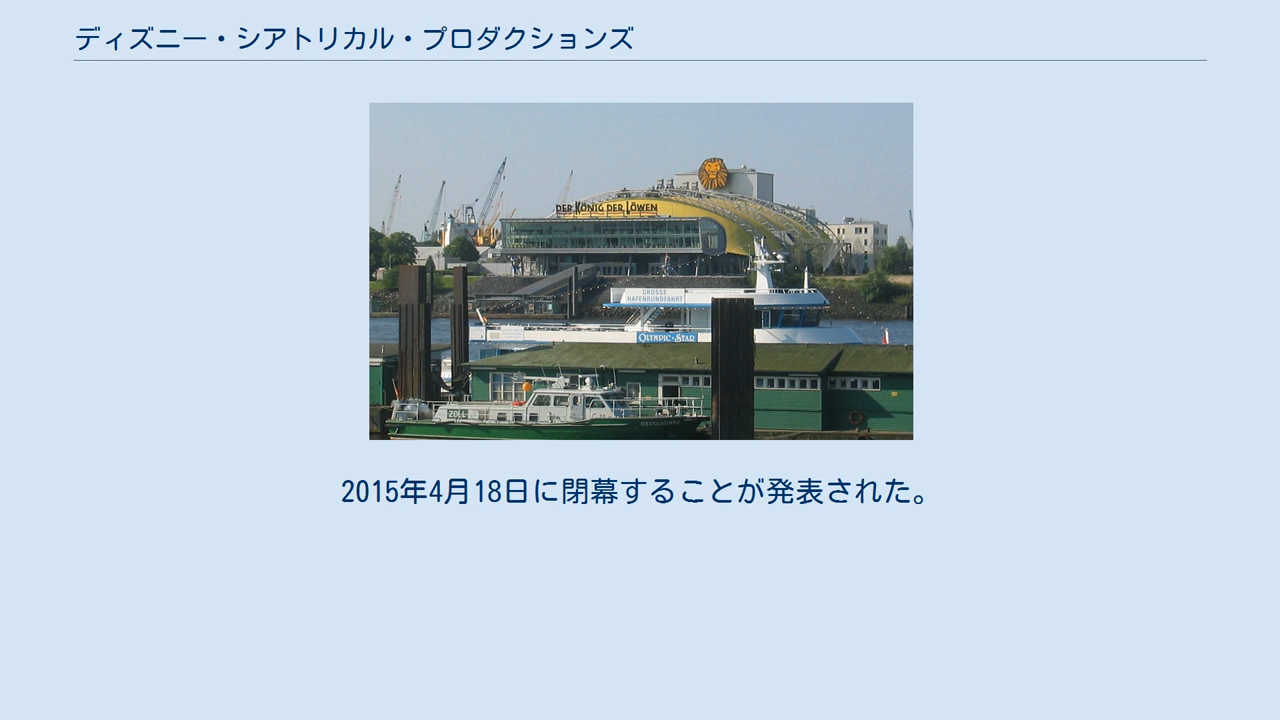 ディズニー・シアトリカル・プロダクションズ
DER KÖNIG DER LÖWEN
GROSSE
HAFENRUNDFAHRT
OLYMPIC STAR
ZOLL
2015年4月18日に閉幕することが発表された。